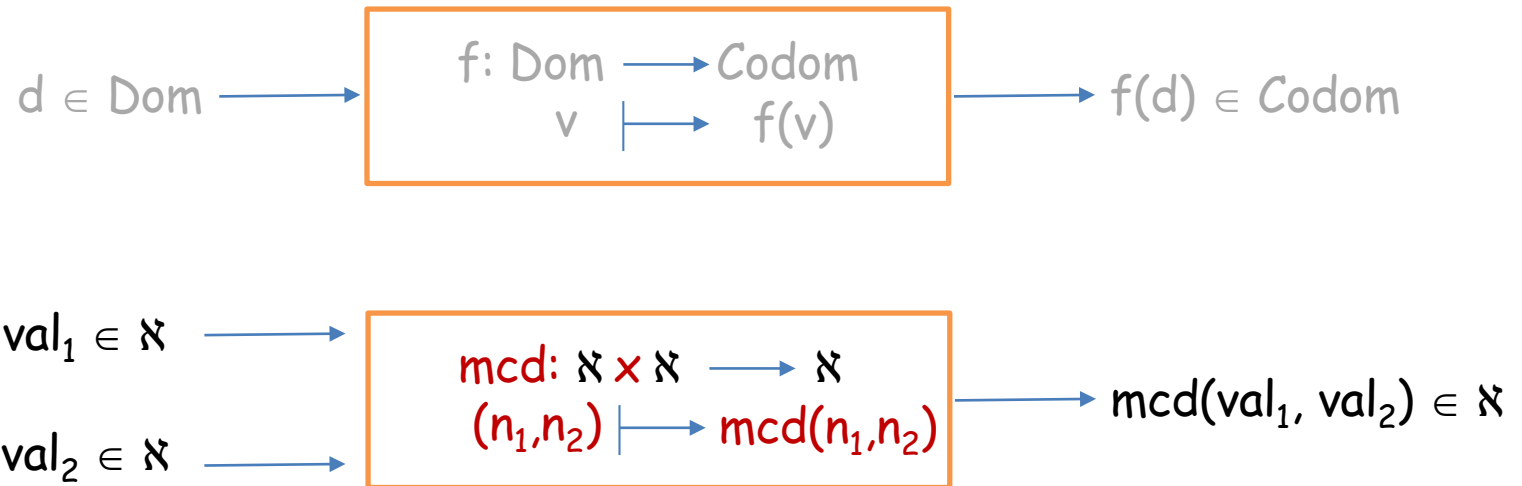 d ∈ Dom
f: Dom → Codom
v ↦ f(v)
f(d) ∈ Codom
val₁ ∈ ℵ
val₂ ∈ ℵ
mcd: ℵ x ℵ → ℵ
(n₁,n₂) ↦ mcd(n₁,n₂)
mcd(val₁, val₂) ∈ ℵ